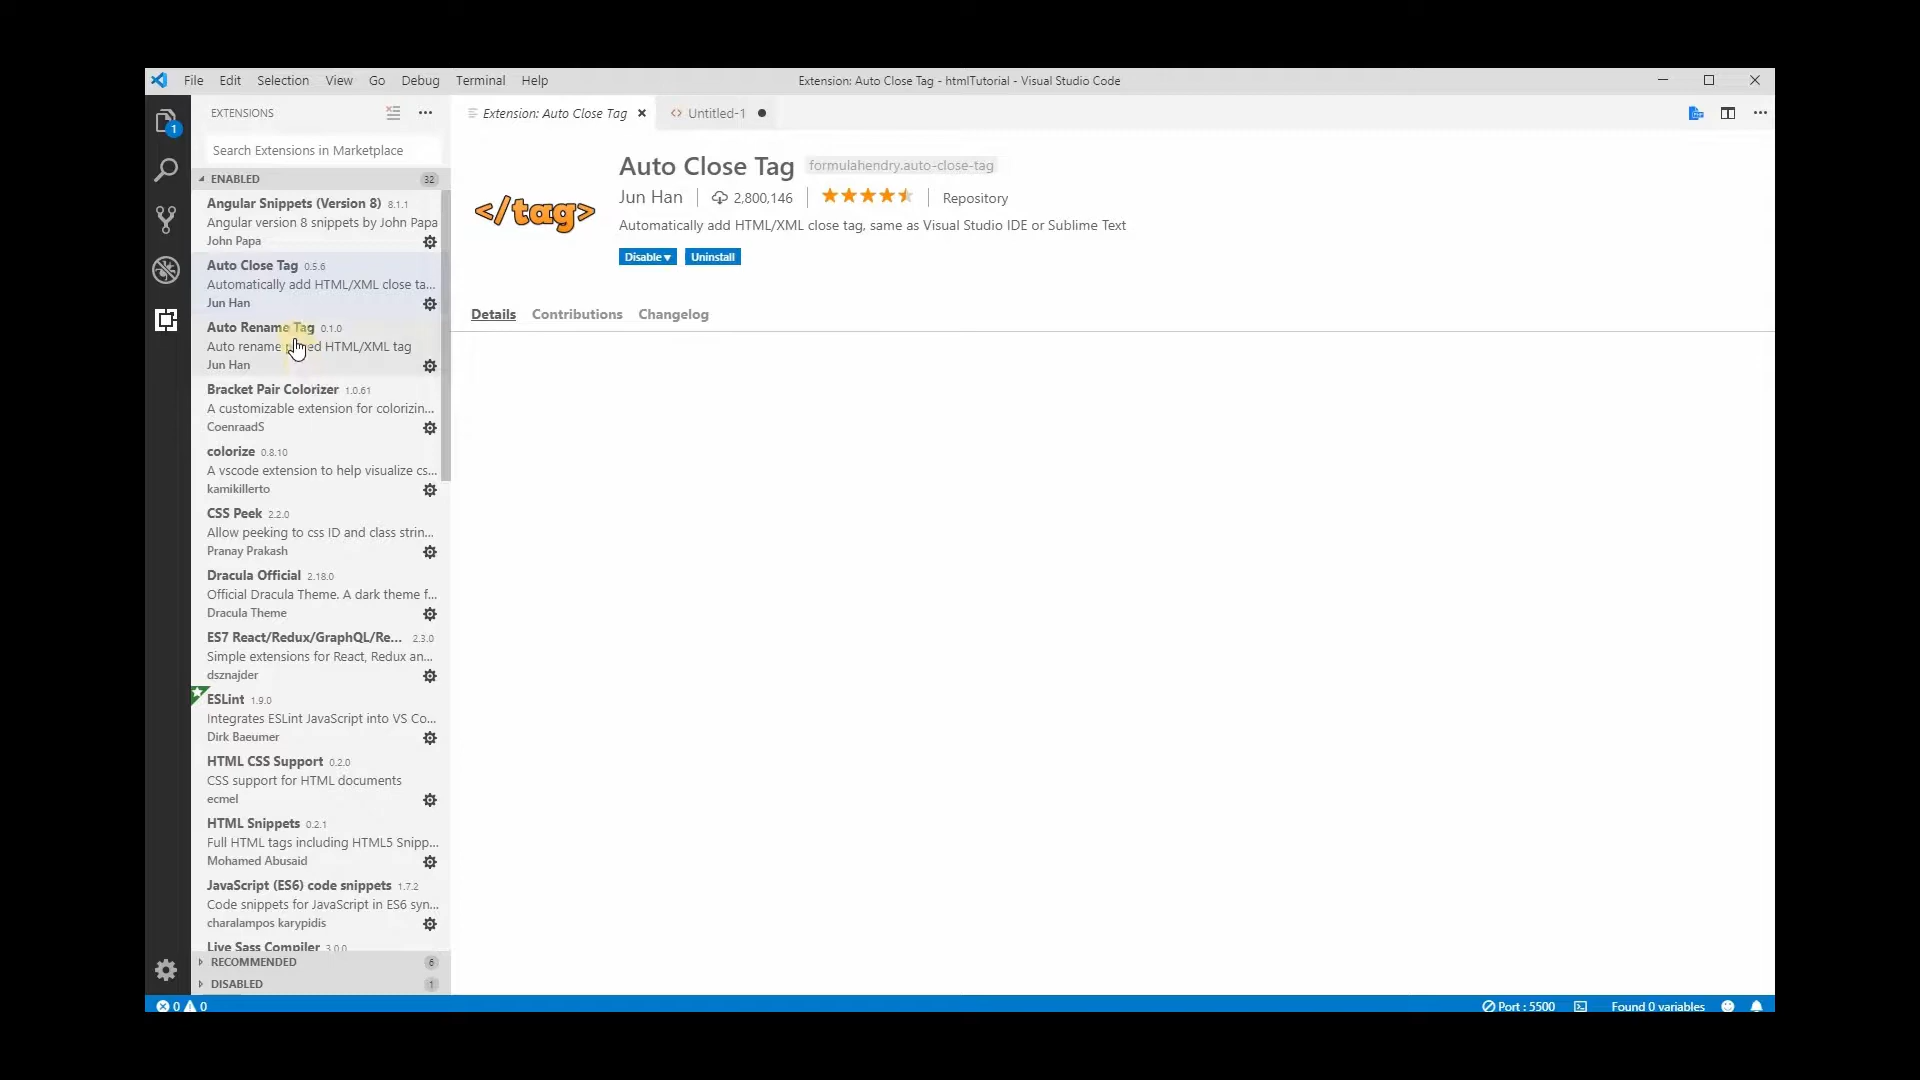 File Edit Selection View Go Debug Terminal Help
Extension: Auto Close Tag - htmlTutorial - Visual Studio Code
EXTENSIONS
Extension: Auto Close Tag
<> Untitled-1
1
Search Extensions in Marketplace
ENABLED 32
Angular Snippets (Version 8) 8.1.1
Angular version 8 snippets by John Papa
John Papa
Auto Close Tag 0.5.6
Automatically add HTML/XML close ta...
Jun Han
Auto Rename Tag 0.1.0
Auto rename HTML/XML tag
Jun Han
Bracket Pair Colorizer 1.0.61
A customizable extension for colorizin...
CoenraadS
colorize 0.8.10
A vscode extension to help visualize cs...
kamikillerto
CSS Peek 2.2.0
Allow peeking to css ID and class strin...
Pranay Prakash
Dracula Official 2.18.0
Official Dracula Theme. A dark theme f...
Dracula Theme
ES7 React/Redux/GraphQL/Re... 2.3.0
Simple extensions for React, Redux an...
dsznajder
ESLint 1.9.0
Integrates ESLint JavaScript into VS Co...
Dirk Baeumer
HTML CSS Support 0.2.0
CSS support for HTML documents
ecmel
HTML Snippets 0.2.1
Full HTML tags including HTML5 Snipp...
Mohamed Abusaid
JavaScript (ES6) code snippets 1.7.2
Code snippets for JavaScript in ES6 syn...
charalampos karypidis
Live Sass Compiler 3.0.0
RECOMMENDED 6
DISABLED 1
</tag>
Auto Close Tag formulahendry.auto-close-tag
Jun Han 2,800,146 Repository
Automatically add HTML/XML close tag, same as Visual Studio IDE or Sublime Text
Disable Uninstall
Details Contributions Changelog
0 0 Port : 5500 Found 0 variables